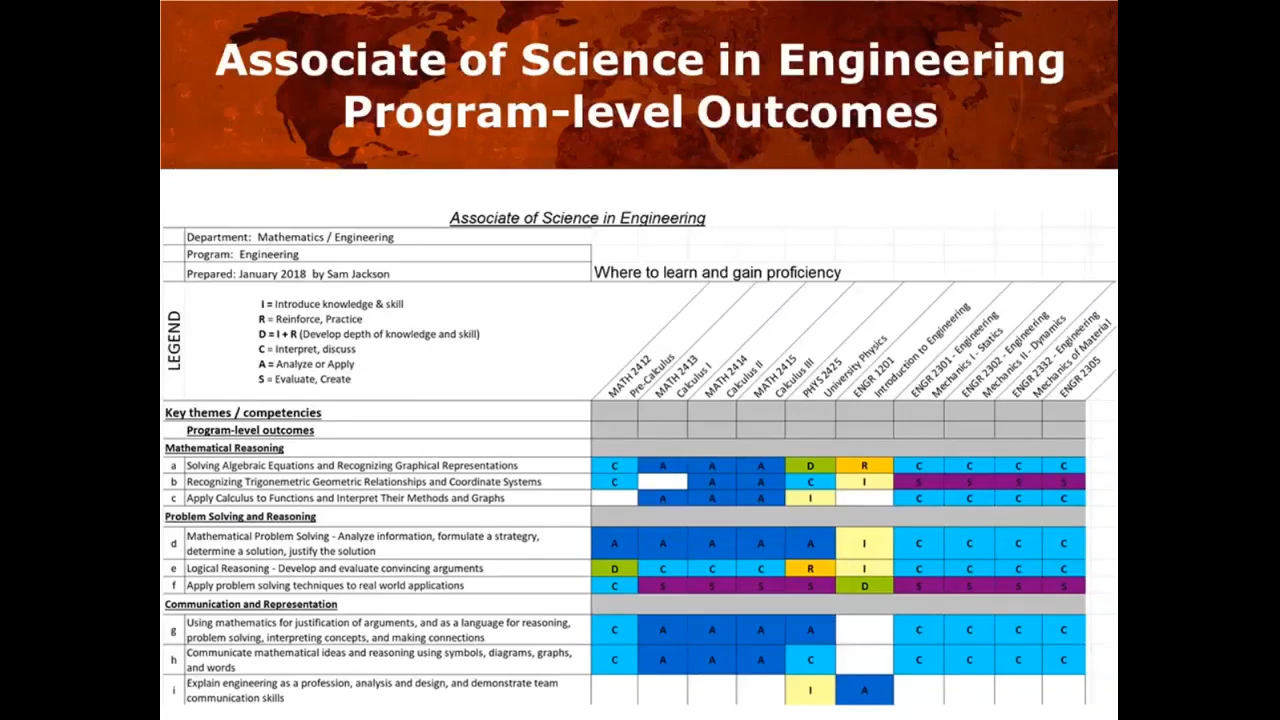 Associate of Science in Engineering
Program-level Outcomes
Associate of Science in Engineering
Department: Mathematics / Engineering
Program: Engineering
Prepared: January 2018 by Sam Jackson
Where to learn and gain proficiency
LEGEND
I = Introduce knowledge & skill
R = Reinforce, Practice
D = I + R (Develop depth of knowledge and skill)
C = Interpret, discuss
A = Analyze or Apply
S = Evaluate, Create
MATH 2412
Pre-Calculus
MATH 2413
Calculus I
MATH 2414
Calculus II
MATH 2415
Calculus III
PHYS 2425
University Physics
ENGR 1201
Introduction to Engineering
ENGR 2301 - Engineering
Mechanics I - Statics
ENGR 2302 - Engineering
Mechanics II - Dynamics
ENGR 2332 - Engineering
Mechanics of Material
ENGR 2305
Key themes / competencies
Program-level outcomes
Mathematical Reasoning
a Solving Algebraic Equations and Recognizing Graphical Representations C A A A D R C C C C
b Recognizing Trigonometric Geometric Relationships and Coordinate Systems C A A C I S S S S
c Apply Calculus to Functions and Interpret Their Methods and Graphs A A A I C C C C
Problem Solving and Reasoning
d Mathematical Problem Solving - Analyze information, formulate a strategry,
determine a solution, justify the solution A A A A A I C C C C
e Logical Reasoning - Develop and evaluate convincing arguments D C C C R I C C C C
f Apply problem solving techniques to real world applications C S S S S D S S S S
Communication and Representation
g Using mathematics for justification of arguments, and as a language for reasoning,
problem solving, interpreting concepts, and making connections C A A A A C C C C
h Communicate mathematical ideas and reasoning using symbols, diagrams, graphs,
and words C A A A C C C C C
i Explain engineering as a profession, analysis and design, and demonstrate team
communication skills I A